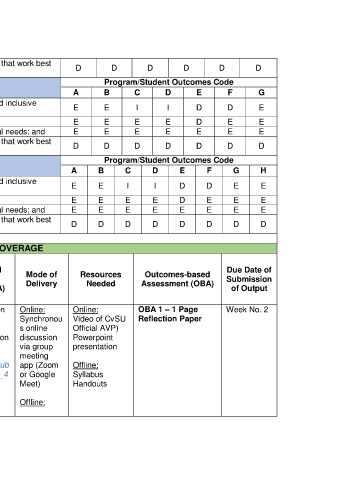 that work best D D D D D D D
Program/Student Outcomes Code
A B C D E F G
d inclusive E E I I D D E
E E E E D E E
al needs; and E E E E E E E
that work best D D D D D D D
Program/Student Outcomes Code
A B C D E F G H
d inclusive E E I I D D E E
E E E E D E E E
al needs; and E E E E E E E E
that work best D D D D D D D D
OVERAGE
Mode of Delivery
Resources Needed
Outcomes-based Assessment (OBA)
Due Date of Submission of Output
A)
on
on
ub
_4
Online:
Synchronou
s online
discussion
via group
meeting
app (Zoom
or Google
Meet)
Offline:
Online:
Video of CvSU
Official AVP)
Powerpoint
presentation
Offline:
Syllabus
Handouts
OBA 1 – 1 Page
Reflection Paper
Week No. 2